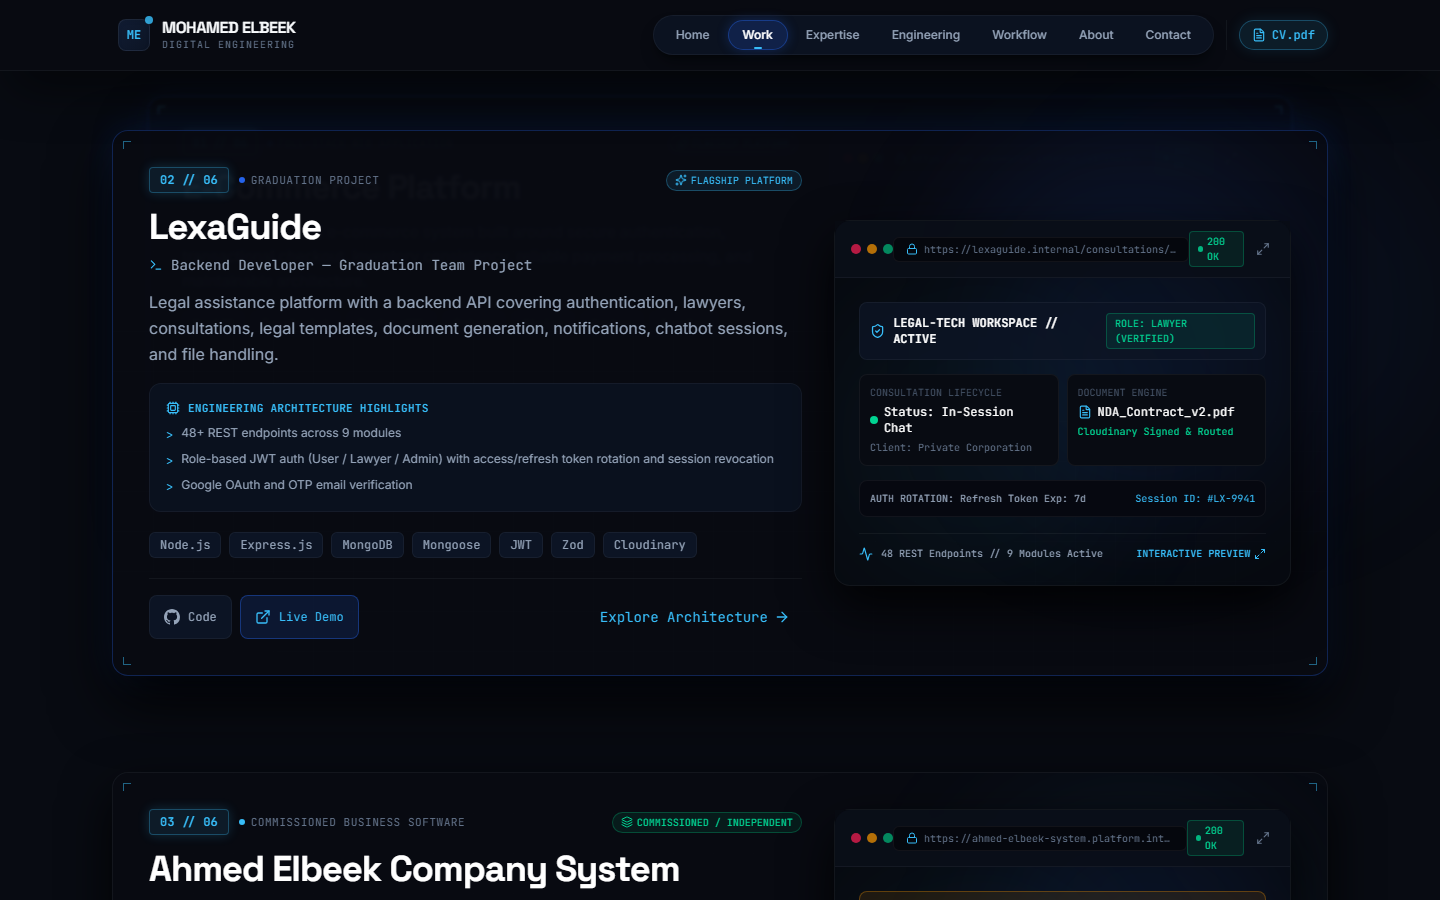 ME
MOHAMED ELBEEK
DIGITAL ENGINEERING
Home
Work
Expertise
Engineering
Workflow
About
Contact
CV.pdf
02 // 06
GRADUATION PROJECT
FLAGSHIP PLATFORM
LexaGuide
Backend Developer — Graduation Team Project
Legal assistance platform with a backend API covering authentication, lawyers,
consultations, legal templates, document generation, notifications, chatbot sessions,
and file handling.
ENGINEERING ARCHITECTURE HIGHLIGHTS
> 48+ REST endpoints across 9 modules
> Role-based JWT auth (User / Lawyer / Admin) with access/refresh token rotation and session revocation
> Google OAuth and OTP email verification
Node.js
Express.js
MongoDB
Mongoose
JWT
Zod
Cloudinary
Code
Live Demo
Explore Architecture
https://lexaguide.internal/consultations/…
200
OK
LEGAL-TECH WORKSPACE //
ACTIVE
ROLE: LAWYER
(VERIFIED)
CONSULTATION LIFECYCLE
Status: In-Session
Chat
Client: Private Corporation
DOCUMENT ENGINE
NDA_Contract_v2.pdf
Cloudinary Signed & Routed
AUTH ROTATION: Refresh Token Exp: 7d
Session ID: #LX-9941
48 REST Endpoints // 9 Modules Active
INTERACTIVE PREVIEW
03 // 06
COMMISSIONED BUSINESS SOFTWARE
COMMISSIONED / INDEPENDENT
Ahmed Elbeek Company System
https://ahmed-elbeek-system.platform.int…
200
OK